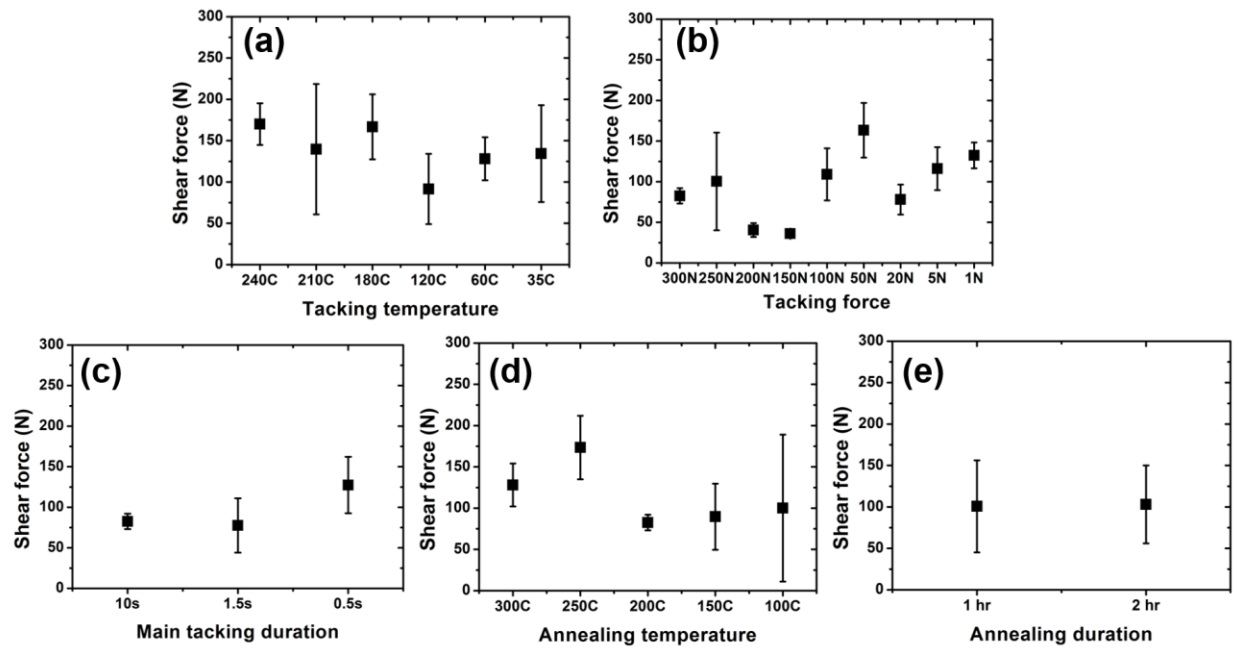 (a)
300
250
200
150
100
50
0
Shear force (N)
240C 210C 180C 120C 60C 35C
Tacking temperature
(b)
300
250
200
150
100
50
0
Shear force (N)
300N 250N 200N 150N 100N 50N 20N 5N 1N
Tacking force
(c)
300
250
200
150
100
50
0
Shear force (N)
10s 1.5s 0.5s
Main tacking duration
(d)
300
250
200
150
100
50
0
Shear force (N)
300C 250C 200C 150C 100C
Annealing temperature
(e)
300
250
200
150
100
50
0
Shear force (N)
1 hr 2 hr
Annealing duration